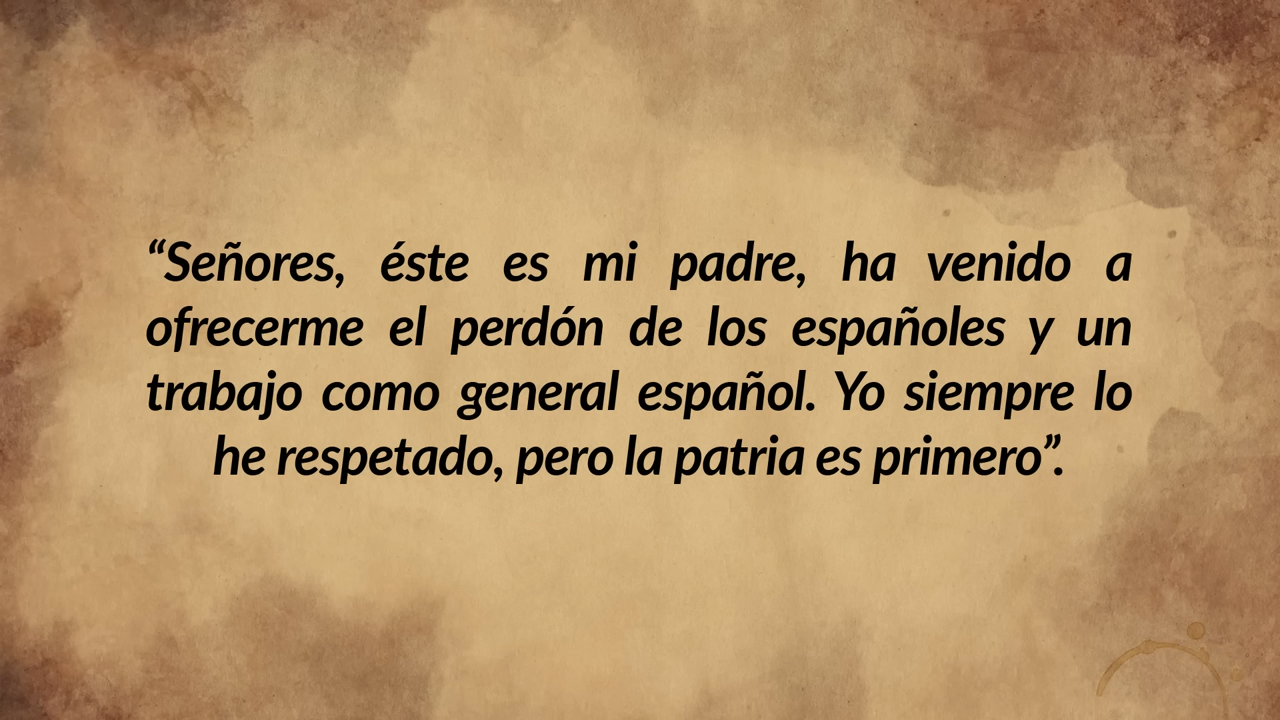 “Señores, éste es mi padre, ha venido a
ofrecerme el perdón de los españoles y un
trabajo como general español. Yo siempre lo
he respetado, pero la patria es primero”.